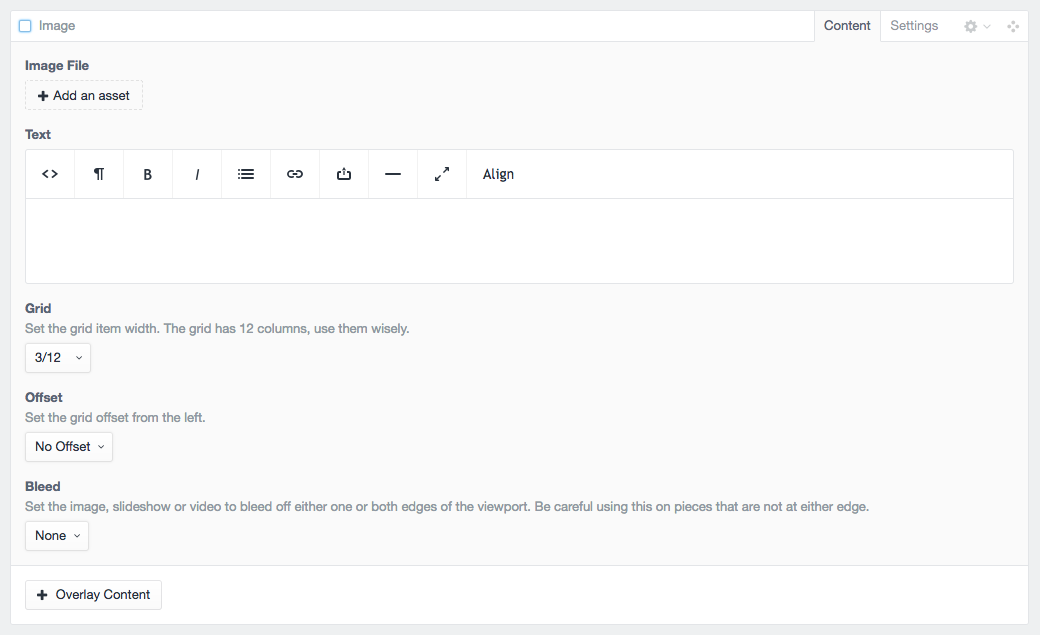 Image Content Settings
Image File
+ Add an asset
Text
<> ¶ B I Align
Grid
Set the grid item width. The grid has 12 columns, use them wisely.
3/12
Offset
Set the grid offset from the left.
No Offset
Bleed
Set the image, slideshow or video to bleed off either one or both edges of the viewport. Be careful using this on pieces that are not at either edge.
None
+ Overlay Content